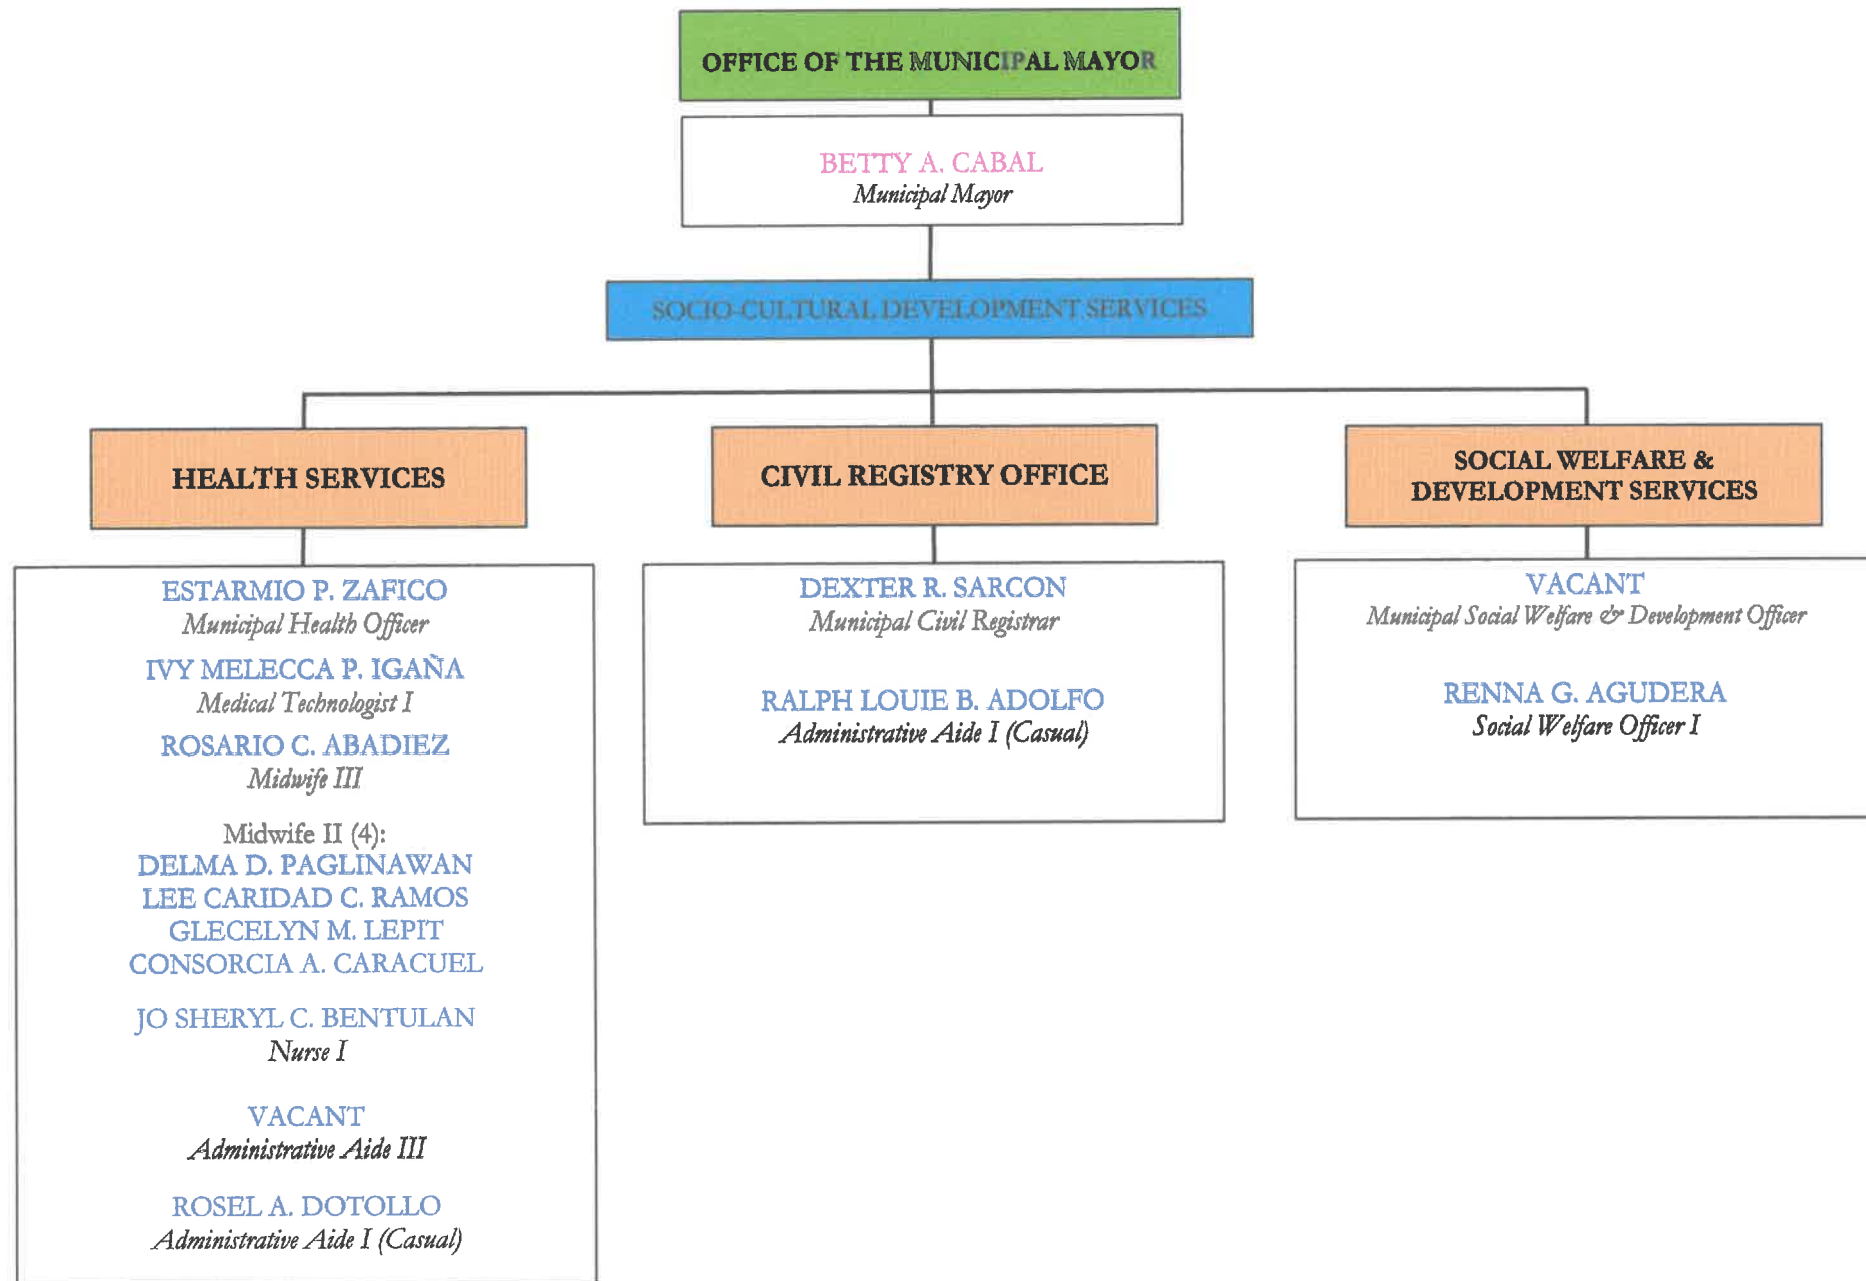 OFFICE OF THE MUNICIPAL MAYOR
BETTY A. CABAL
Municipal Mayor
SOCIO-CULTURAL DEVELOPMENT SERVICES
HEALTH SERVICES
ESTARMIO P. ZAFICO
Municipal Health Officer
IVY MELECCA P. IGAÑA
Medical Technologist I
ROSARIO C. ABADIEZ
Midwife III
Midwife II (4):
DELMA D. PAGLINAWAN
LEE CARIDAD C. RAMOS
GLECELYN M. LEPIT
CONSORCIA A. CARACUEL
JO SHERYL C. BENTULAN
Nurse I
VACANT
Administrative Aide III
ROSEL A. DOTOLLO
Administrative Aide I (Casual)
CIVIL REGISTRY OFFICE
DEXTER R. SARCON
Municipal Civil Registrar
RALPH LOUIE B. ADOLFO
Administrative Aide I (Casual)
SOCIAL WELFARE &
DEVELOPMENT SERVICES
VACANT
Municipal Social Welfare & Development Officer
RENNA G. AGUDERA
Social Welfare Officer I